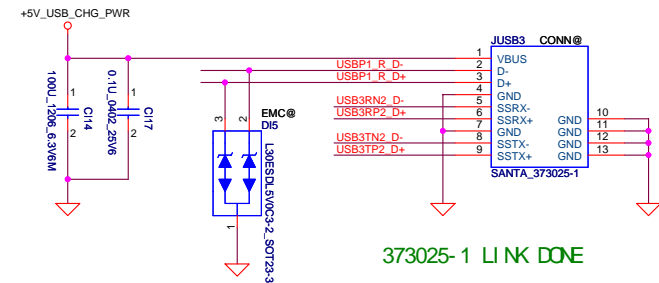 +5V_USB_CHG_PWR
JUSB3 CONN@
1 VBUS
USBP1_R_D- 2 D-
USBP1_R_D+ 3 D+
4 GND
USB3RN2_D- 5 SSRX-
USB3RP2_D+ 6 SSRX+ GND 10
7 GND GND 11
USB3TN2_D- 8 SSTX- GND 12
USB3TP2_D+ 9 SSTX+ GND 13
SANTA_373025-1
1
2
CI14
100U_1206_6.3V6M
1
2
CI17
0.1U_0402_25V6
EMC@
DI5
3
2
1
L30ESDL5V0C3-2_SOT23-3
373025-1 LINK DONE